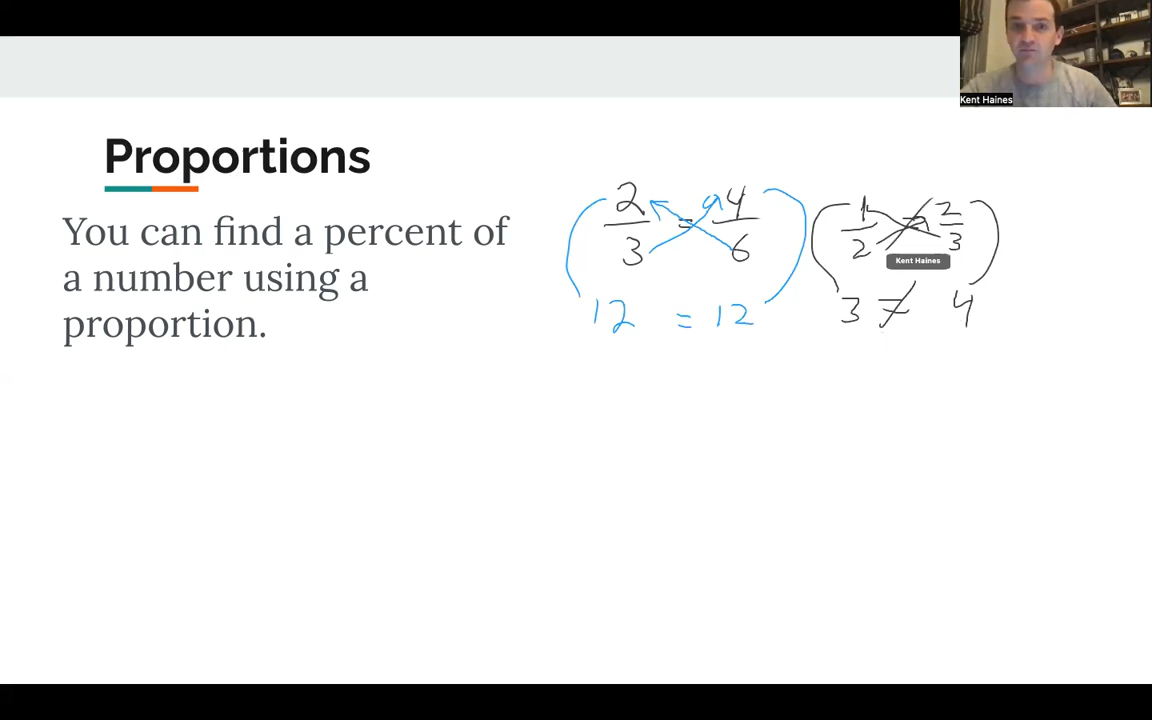 Kent Haines
Proportions
You can find a percent of
a number using a
proportion.
2/3 = 4/6
12 = 12
1/2 = 2/3
Kent Haines
3 ≠ 4